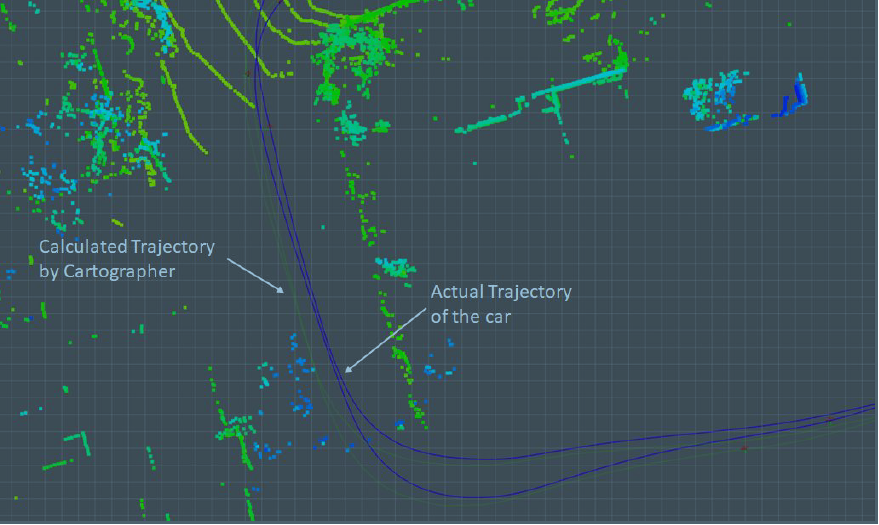 Calculated Trajectory
by Cartographer
Actual Trajectory
of the car